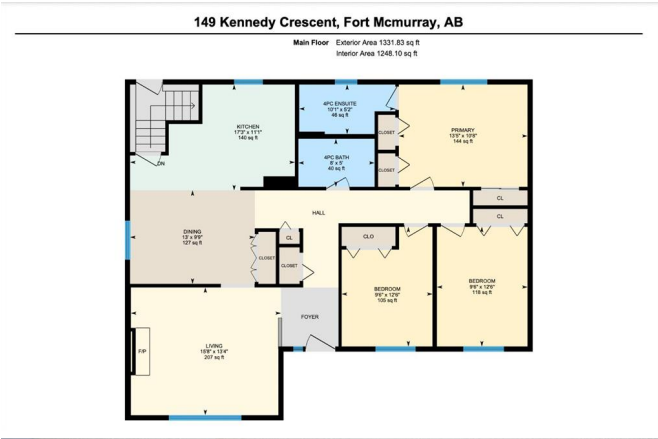 149 Kennedy Crescent, Fort Mcmurray, AB
Main Floor Exterior Area 1331.83 sq ft
Interior Area 1248.10 sq ft
4PC ENSUITE
10'1" x 5'2"
46 sq ft
KITCHEN
17'3" x 11'1"
140 sq ft
CLOSET
PRIMARY
13'5" x 10'8"
144 sq ft
4PC BATH
8' x 5'
40 sq ft
DN
CLOSET
CL
CL
HALL
DINING
13' x 9'9"
127 sq ft
CL
CLO
CLOSET
CLOSET
BEDROOM
9'6" x 12'6"
105 sq ft
BEDROOM
9'8" x 12'6"
118 sq ft
FOYER
LIVING
15'8" x 13'4"
207 sq ft
F/P